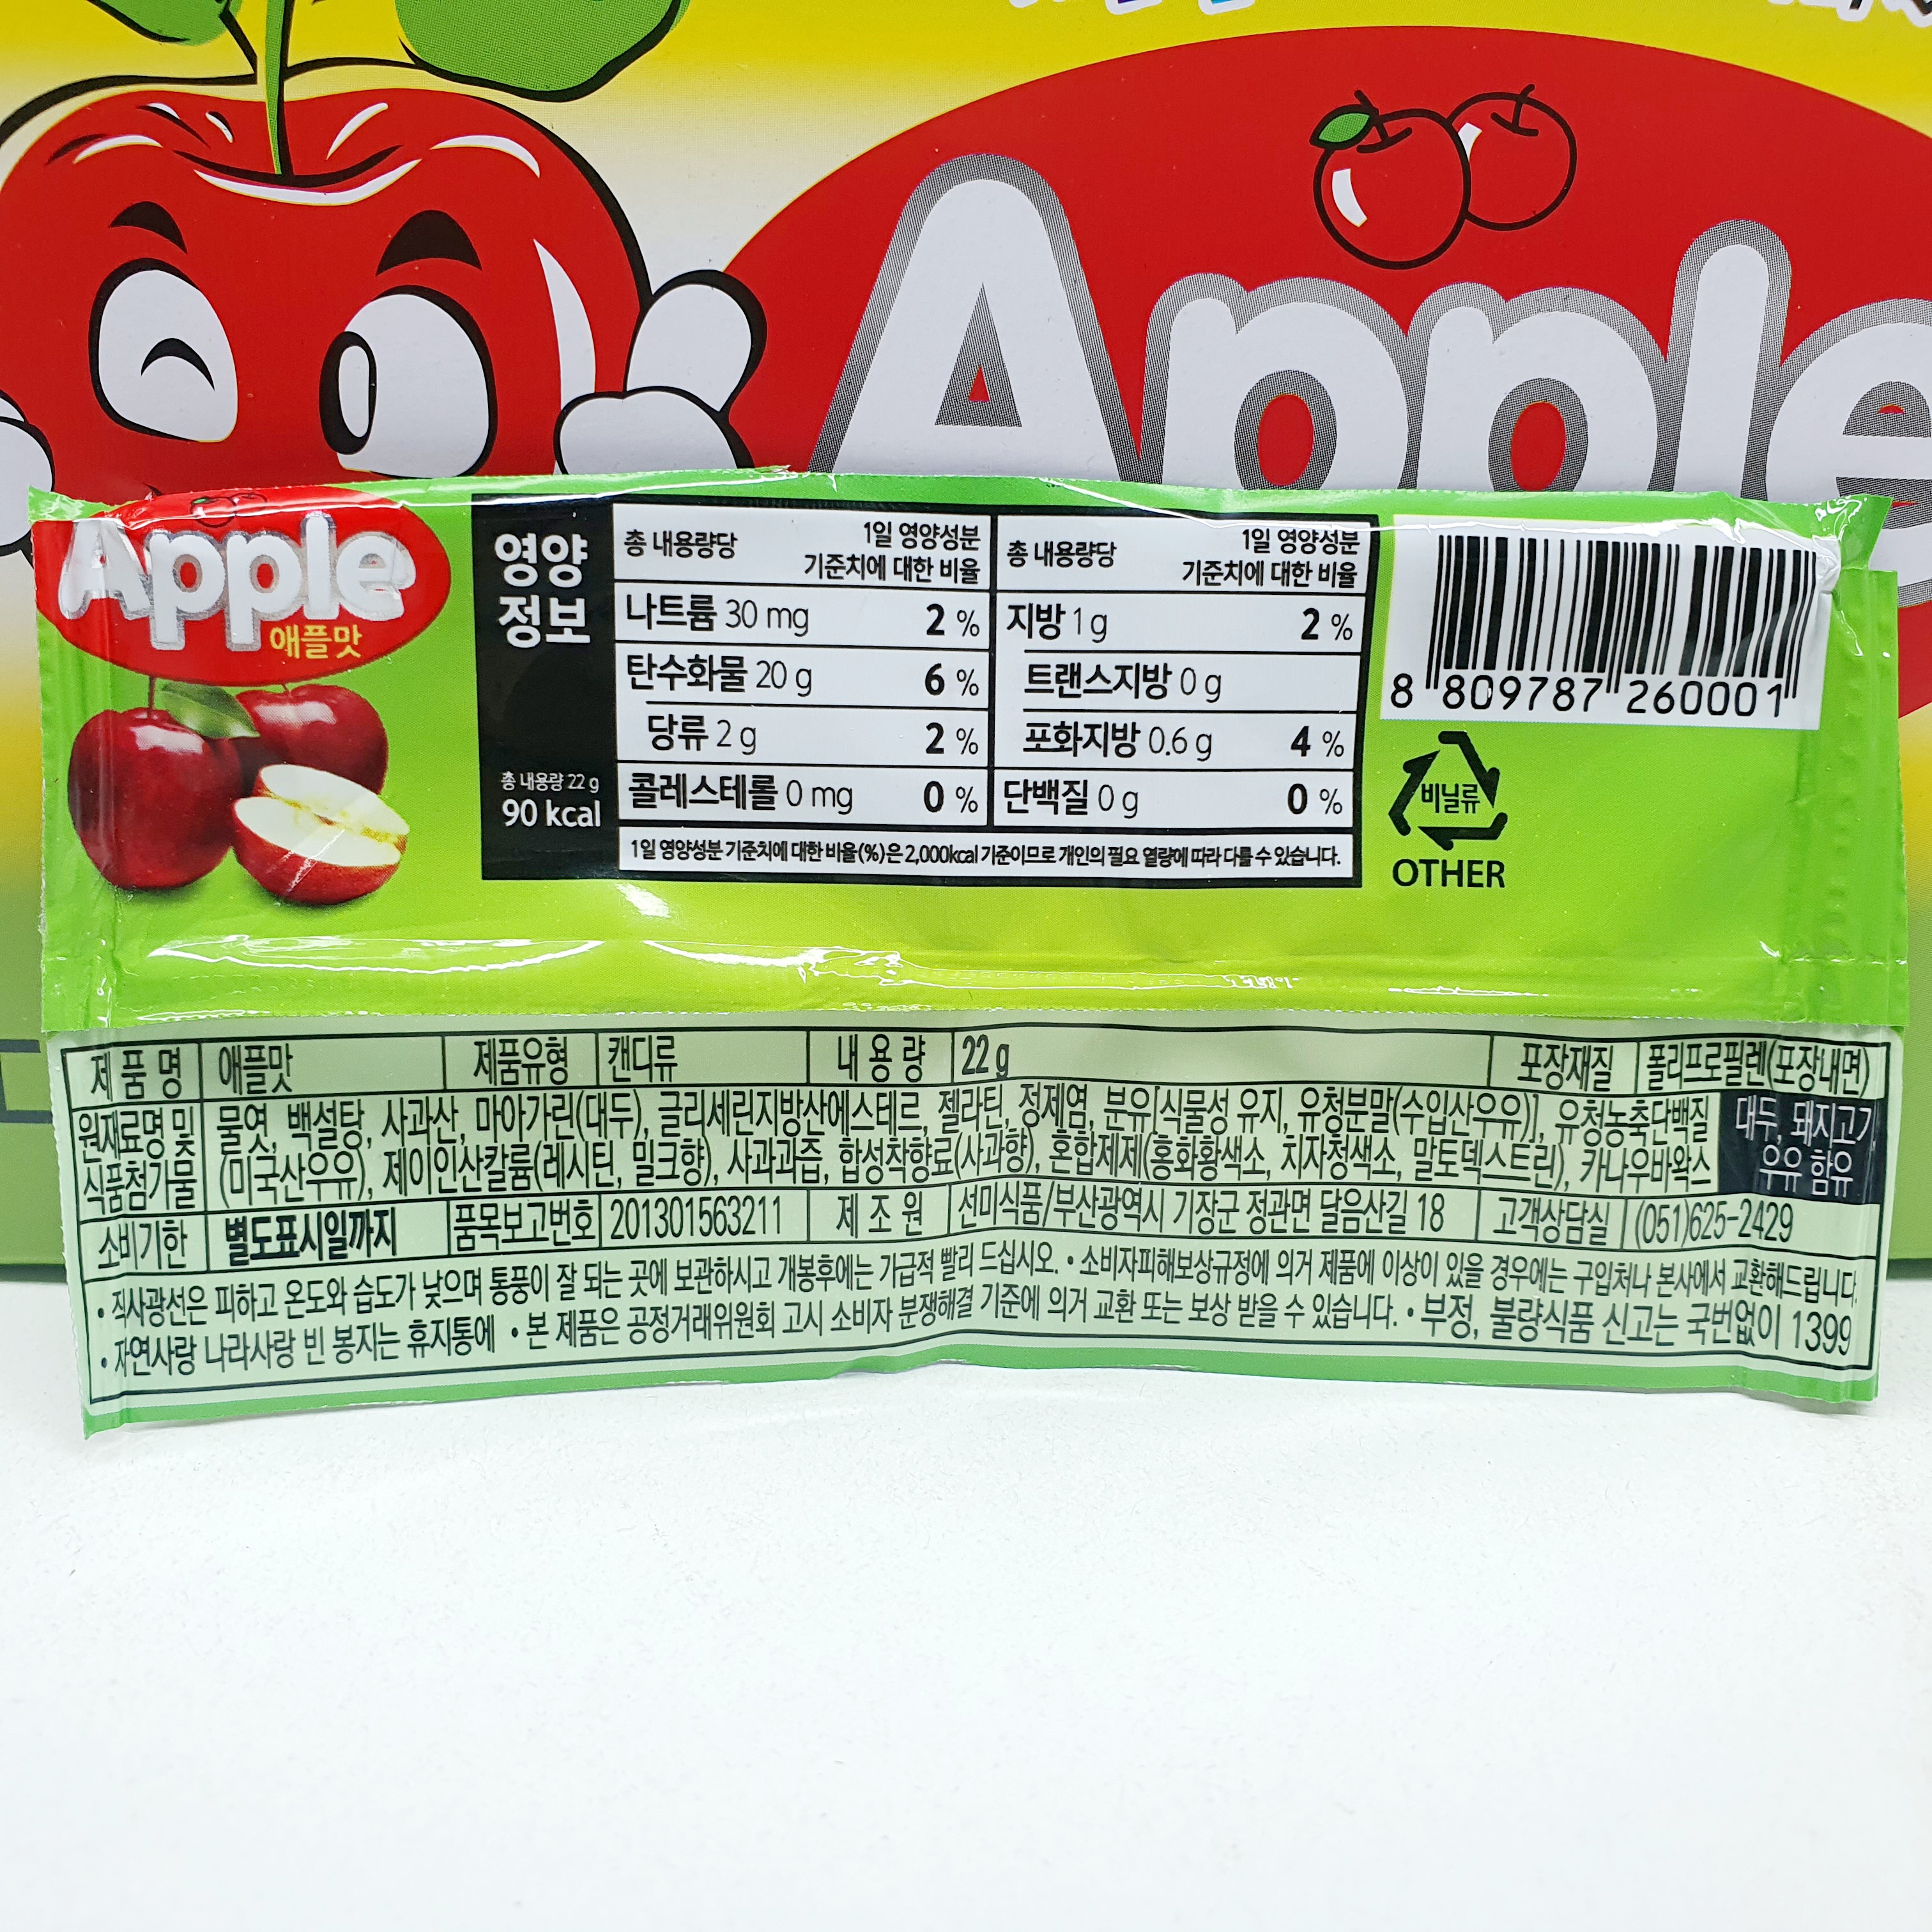 Apple
Apple
애플맛
영양
정보
총 내용량 22 g
90 kcal
총 내용량당 1일 영양성분
기준치에 대한 비율
나트륨 30 mg 2 %
탄수화물 20 g 6 %
당류 2 g 2 %
콜레스테롤 0 mg 0 %
총 내용량당 1일 영양성분
기준치에 대한 비율
지방 1 g 2 %
트랜스지방 0 g
포화지방 0.6 g 4 %
단백질 0 g 0 %
1일 영양성분 기준치에 대한 비율(%)은 2,000kcal 기준이므로 개인의 필요 열량에 따라 다를 수 있습니다.
8 809787 260001
비닐류
OTHER
제 품 명 애플맛 제품유형 캔디류 내 용 량 22 g 포장재질 폴리프로필렌(포장내면)
원재료명 및 물엿, 백설탕, 사과산, 마아가린(대두), 글리세린지방산에스테르, 젤라틴, 정제염, 분유[식물성 유지, 유청분말(수입산우유)], 유청농축단백질 대두, 돼지고기,
식품첨가물 (미국산우유), 제이인산칼륨(레시틴, 밀크향), 사과과즙, 합성착향료(사과향), 혼합제제(홍화황색소, 치자청색소, 말토덱스트린), 카나우바왁스 우유 함유
소비기한 별도표시일까지 품목보고번호 201301563211 제 조 원 선미식품/부산광역시 기장군 정관면 달음산길 18 고객상담실 (051)625-2429
• 직사광선은 피하고 온도와 습도가 낮으며 통풍이 잘 되는 곳에 보관하시고 개봉후에는 가급적 빨리 드십시오. • 소비자피해보상규정에 의거 제품에 이상이 있을 경우에는 구입처나 본사에서 교환해드립니다.
• 자연사랑 나라사랑 빈 봉지는 휴지통에 • 본 제품은 공정거래위원회 고시 소비자 분쟁해결 기준에 의거 교환 또는 보상 받을 수 있습니다. • 부정, 불량식품 신고는 국번없이 1399